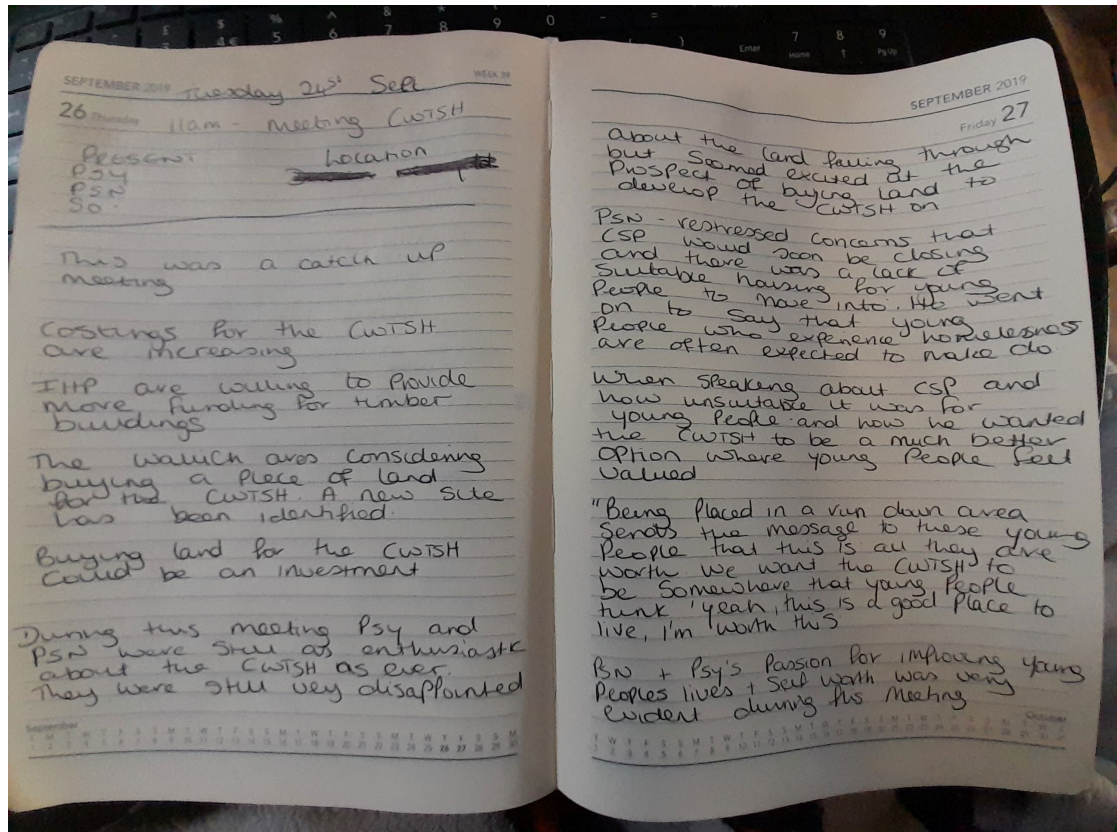 SEPTEMBER 2019
Tuesday 24st Sept
WEEK 39
26 Thursday
11am - Meeting CWTSH
PRESENT Location
PSY
PSN
SO.
This was a catch up
meeting
Costings for the CWTSH
are increasing
IHP are willing to Provide
more funding for timber
buildings
The wallich are considering
buying a piece of land
for the CWTSH. A new site
has been identified.
Buying land for the CWTSH
could be an investment
During this meeting Psy and
PSN were still as enthusiastic
about the CWTSH as ever.
They were still very disappointed
September
SEPTEMBER 2019
Friday 27
about the land falling through
but seemed excited at the
Prospect of buying land to
develop the CWTSH on
PSN - restressed concerns that
CSP would soon be closing
and there was a lack of
suitable housing for young
People to move into. He went
on to say that young
People who experience homelessness
are often expected to make do
When speaking about CSP and
how unsuitable it was for
young People and how he wanted
the CWTSH to be a much better
option where young People feel
valued
"Being Placed in a run down area
sends the message to these young
People that this is all they are
worth. We want the CWTSH to
be somewhere that young People
think 'yeah, this is a good Place to
live, I'm worth this'
PSN + Psy's Passion for improving young
Peoples lives + self worth was very
evident during this meeting
October